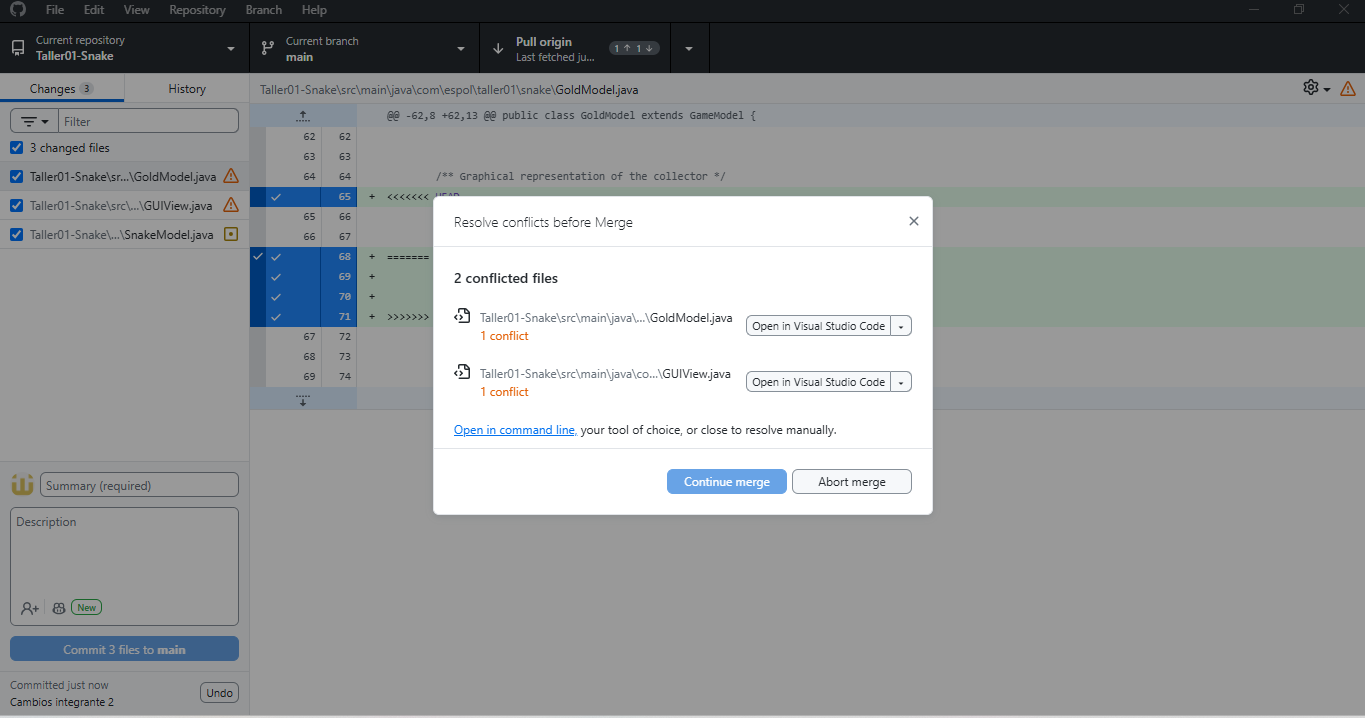 File Edit View Repository Branch Help
Current repository
Taller01-Snake
Current branch
main
Pull origin
Last fetched ju...
1 ↑ 1 ↓
Changes 3
History
Taller01-Snake\src\main\java\com\espol\taller01\snake\GoldModel.java
Filter
3 changed files
Taller01-Snake\sr...\GoldModel.java
Taller01-Snake\src\...\GUIView.java
Taller01-Snake\...\SnakeModel.java
@@ -62,8 +62,13 @@ public class GoldModel extends GameModel {
62 62
63 63
64 64 /** Graphical representation of the collector */
65 + <<<<<<< HEAD
65 66
66 67
68 + =======
69 +
70 +
71 + >>>>>>>
67 72
68 73
69 74
Resolve conflicts before Merge
2 conflicted files
Taller01-Snake\src\main\java\...\GoldModel.java
1 conflict
Open in Visual Studio Code
Taller01-Snake\src\main\java\co...\GUIView.java
1 conflict
Open in Visual Studio Code
Open in command line, your tool of choice, or close to resolve manually.
Continue merge
Abort merge
Summary (required)
Description
New
Commit 3 files to main
Committed just now
Cambios integrante 2
Undo